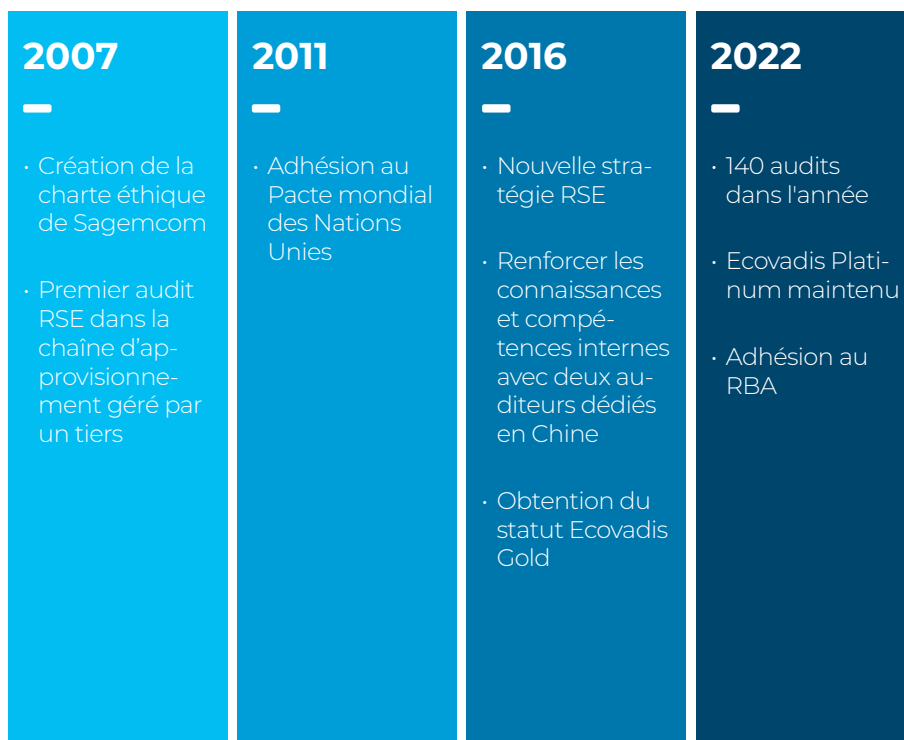 2007
· Création de la
charte éthique
de Sagemcom
· Premier audit
RSE dans la
chaîne d’ap-
provisionne-
ment géré par
un tiers
2011
· Adhésion au
Pacte mondial
des Nations
Unies
2016
· Nouvelle stra-
tégie RSE
· Renforcer les
connaissances
et compé-
tences internes
avec deux au-
diteurs dédiés
en Chine
· Obtention du
statut Ecovadis
Gold
2022
· 140 audits
dans l'année
· Ecovadis Plati-
num maintenu
· Adhésion au
RBA